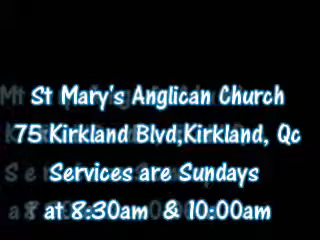 St Mary's Anglican Church
75 Kirkland Blvd,Kirkland, Qc
Services are Sundays
at 8:30am & 10:00am